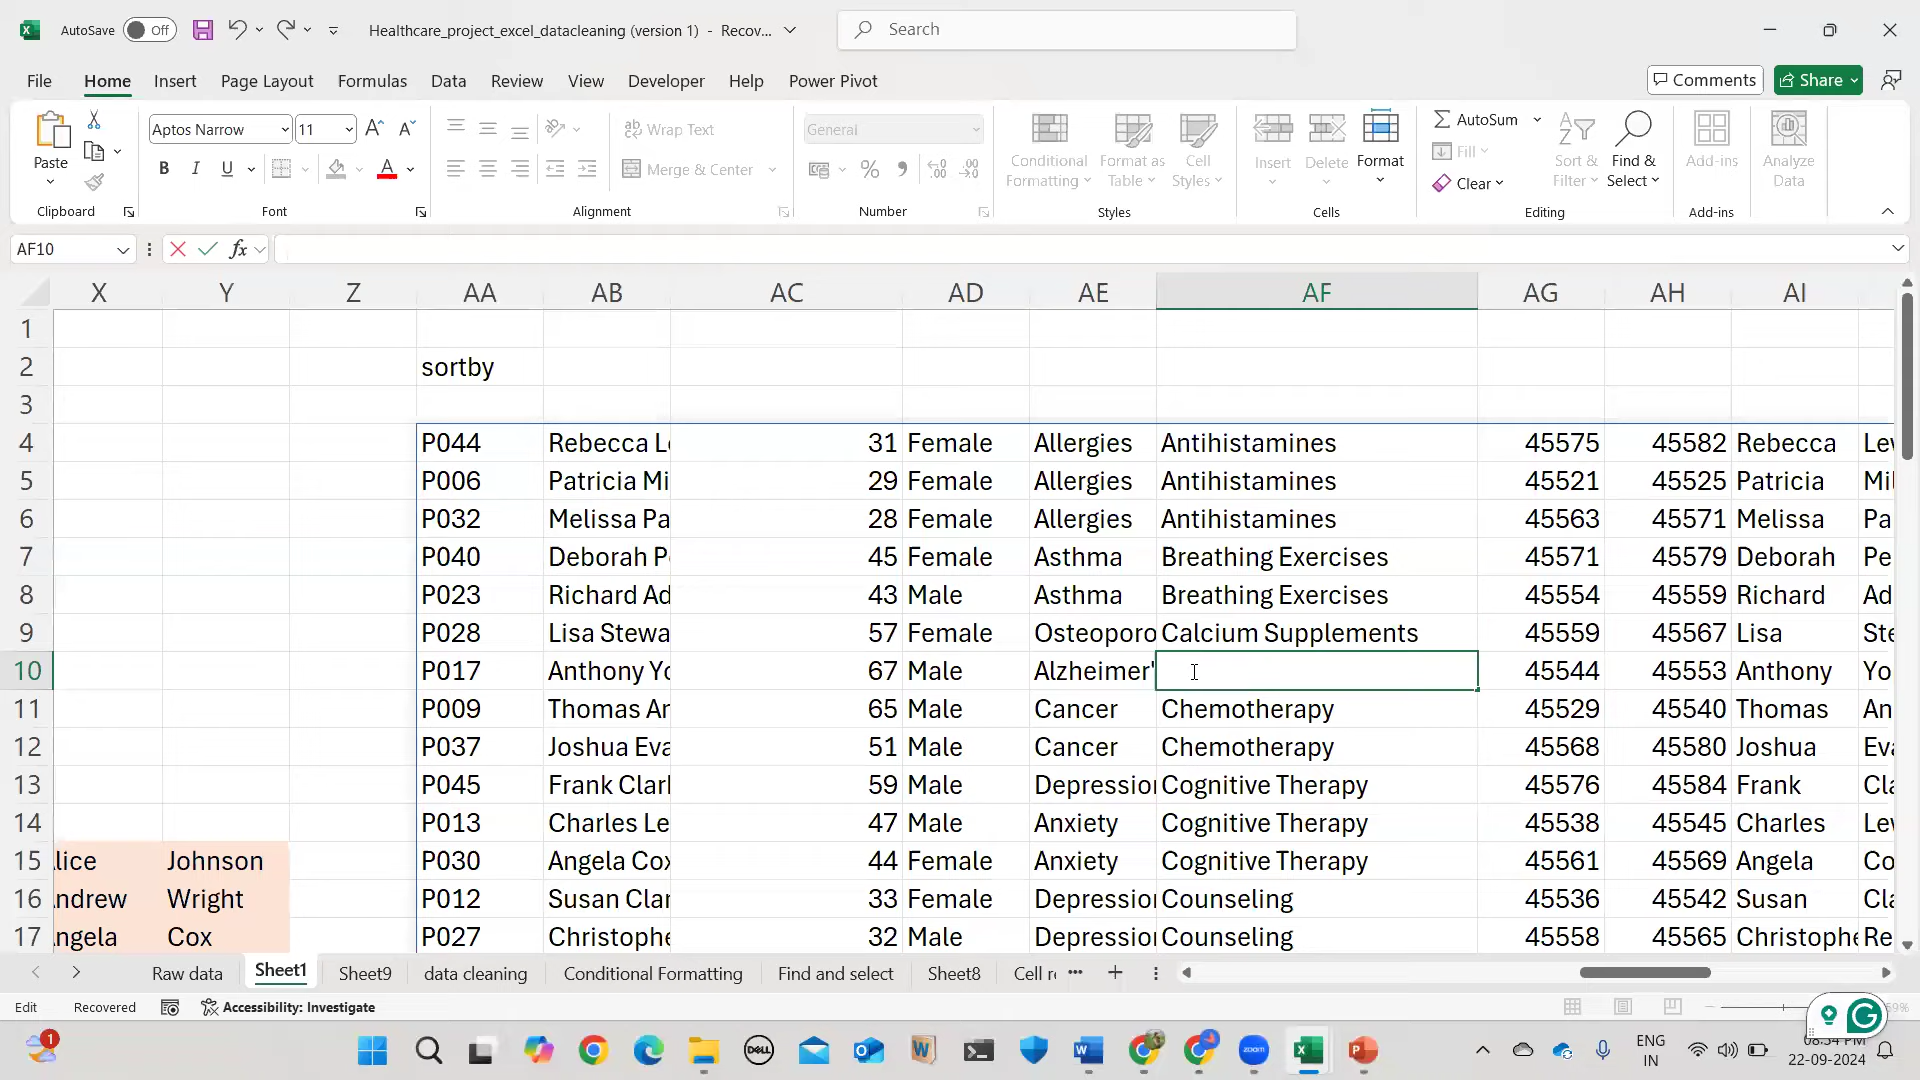 AutoSave Off Healthcare_project_excel_datacleaning (version 1) - Recov... Search
File Home Insert Page Layout Formulas Data Review View Developer Help Power Pivot Comments Share
Paste Aptos Narrow 11 Wrap Text General Conditional Formatting Format as Table Cell Styles Insert Delete Format AutoSum Fill Clear Sort & Filter Find & Select Add-ins Analyze Data
B I U Merge & Center
Clipboard Font Alignment Number Styles Cells Editing Add-ins
AF10 fx
X Y Z AA AB AC AD AE AF AG AH AI
1
2 sortby
3
4 P044 Rebecca Le 31 Female Allergies Antihistamines 45575 45582 Rebecca Lew
5 P006 Patricia Mi 29 Female Allergies Antihistamines 45521 45525 Patricia Mil
6 P032 Melissa Pa 28 Female Allergies Antihistamines 45563 45571 Melissa Pa
7 P040 Deborah P 45 Female Asthma Breathing Exercises 45571 45579 Deborah Pe
8 P023 Richard Ad 43 Male Asthma Breathing Exercises 45554 45559 Richard Ad
9 P028 Lisa Stewa 57 Female Osteoporo Calcium Supplements 45559 45567 Lisa Ste
10 P017 Anthony Yo 67 Male Alzheimer' 45544 45553 Anthony Yo
11 P009 Thomas An 65 Male Cancer Chemotherapy 45529 45540 Thomas An
12 P037 Joshua Eva 51 Male Cancer Chemotherapy 45568 45580 Joshua Eva
13 P045 Frank Clar 59 Male Depression Cognitive Therapy 45576 45584 Frank Cla
14 P013 Charles Le 47 Male Anxiety Cognitive Therapy 45538 45545 Charles Lew
15 lice Johnson P030 Angela Cox 44 Female Anxiety Cognitive Therapy 45561 45569 Angela Co
16 ndrew Wright P012 Susan Clar 33 Female Depression Counseling 45536 45542 Susan Cla
17 ngela Cox P027 Christophe 32 Male Depression Counseling 45558 45565 Christophe Re
Raw data Sheet1 Sheet9 data cleaning Conditional Formatting Find and select Sheet8 Cell re ...
Edit Recovered Accessibility: Investigate
ENG IN
22-09-2024